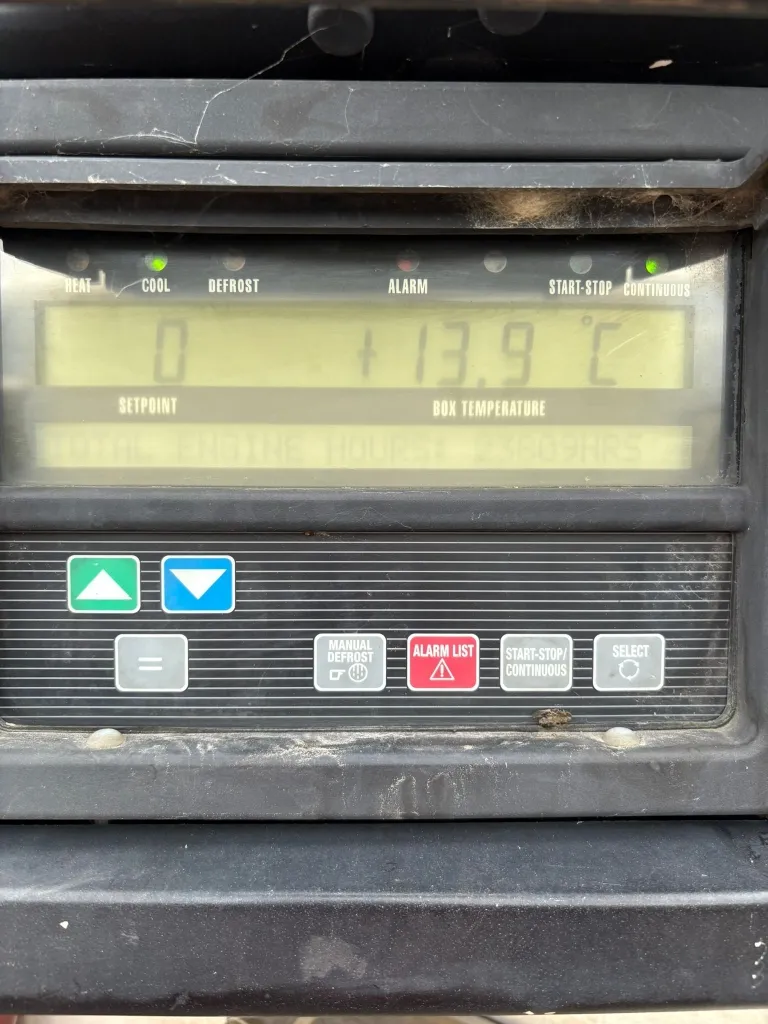 HEAT COOL DEFROST ALARM START-STOP CONTINUOUS
0 +13.9 °C
SETPOINT BOX TEMPERATURE
TOTAL ENGINE HOURS:
MANUAL DEFROST
ALARM LIST
START-STOP/ CONTINUOUS
SELECT
=